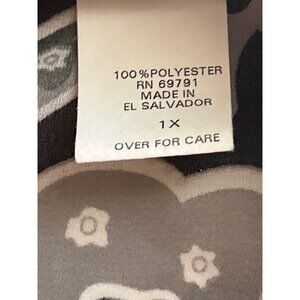 100%POLYESTER
RN 69791
MADE IN
EL SALVADOR
1X
OVER FOR CARE